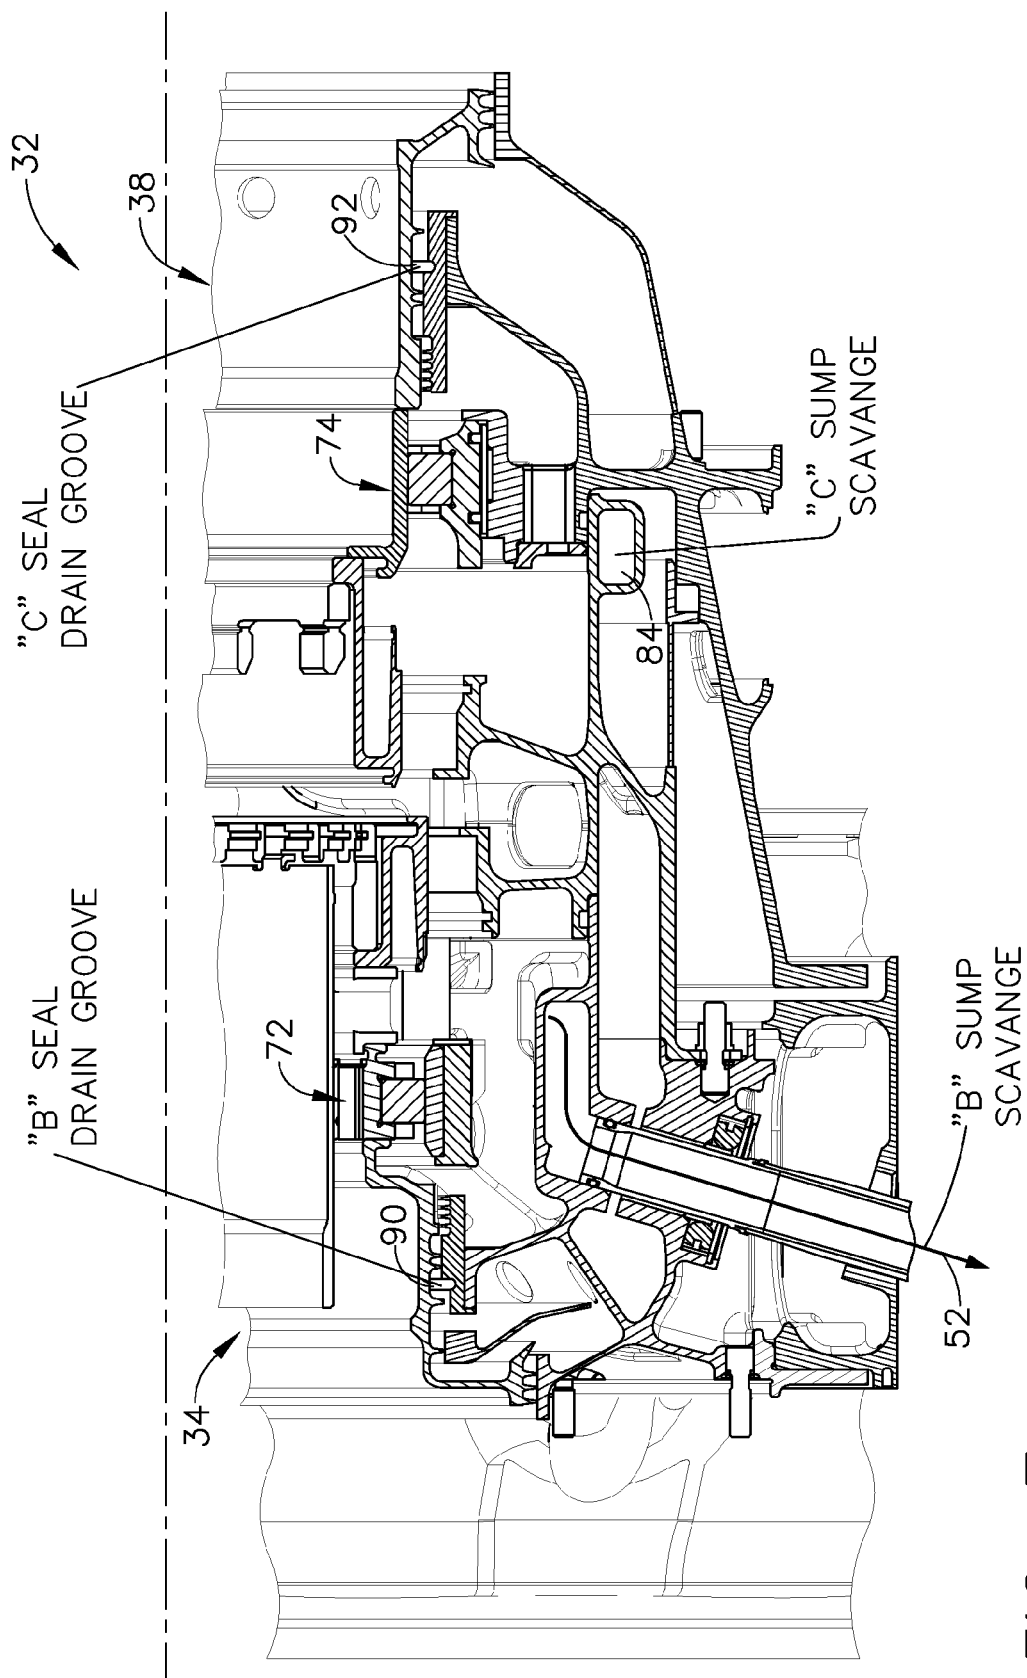 32
38
"C" SEAL
DRAIN GROOVE
92
74
"C" SUMP
SCAVANGE
84
"B" SEAL
DRAIN GROOVE
72
90
34
"B" SUMP
SCAVANGE
52